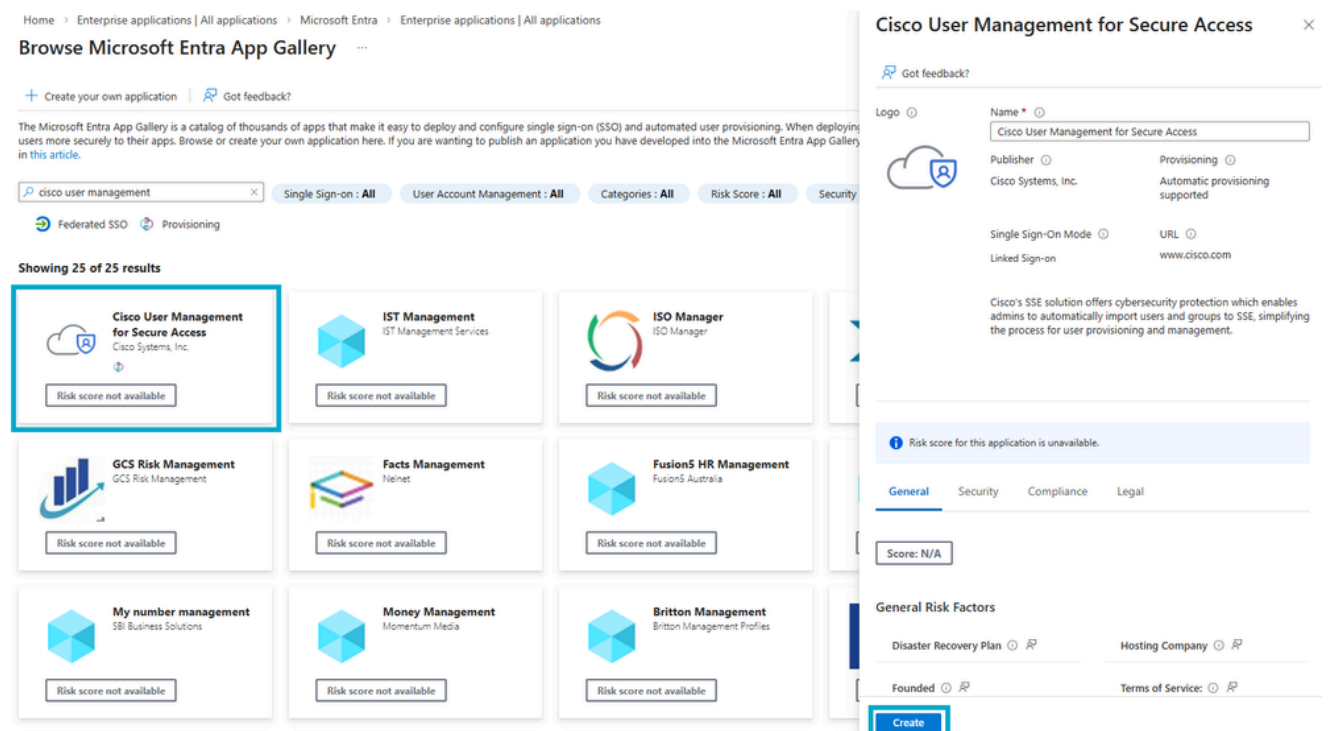 Home > Enterprise applications | All applications > Microsoft Entra > Enterprise applications | All applications
Browse Microsoft Entra App Gallery ...
+ Create your own application | Got feedback?
The Microsoft Entra App Gallery is a catalog of thousands of apps that make it easy to deploy and configure single sign-on (SSO) and automated user provisioning. When deploying
users more securely to their apps. Browse or create your own application here. If you are wanting to publish an application you have developed into the Microsoft Entra App Gallery
in this article.
cisco user management
Single Sign-on : All
User Account Management : All
Categories : All
Risk Score : All
Security
Federated SSO
Provisioning
Showing 25 of 25 results
Cisco User Management
for Secure Access
Cisco Systems, Inc.
Risk score not available
IST Management
IST Management Services
Risk score not available
ISO Manager
ISO Manager
Risk score not available
GCS Risk Management
GCS Risk Management
Risk score not available
Facts Management
Nelnet
Risk score not available
Fusion5 HR Management
Fusion5 Australia
Risk score not available
My number management
SBI Business Solutions
Risk score not available
Money Management
Momentum Media
Risk score not available
Britton Management
Britton Management Profiles
Risk score not available
Cisco User Management for Secure Access
Got feedback?
Logo
Name *
Cisco User Management for Secure Access
Publisher
Cisco Systems, Inc.
Provisioning
Automatic provisioning
supported
Single Sign-On Mode
Linked Sign-on
URL
www.cisco.com
Cisco's SSE solution offers cybersecurity protection which enables
admins to automatically import users and groups to SSE, simplifying
the process for user provisioning and management.
Risk score for this application is unavailable.
General
Security
Compliance
Legal
Score: N/A
General Risk Factors
Disaster Recovery Plan
Hosting Company
Founded
Terms of Service:
Create